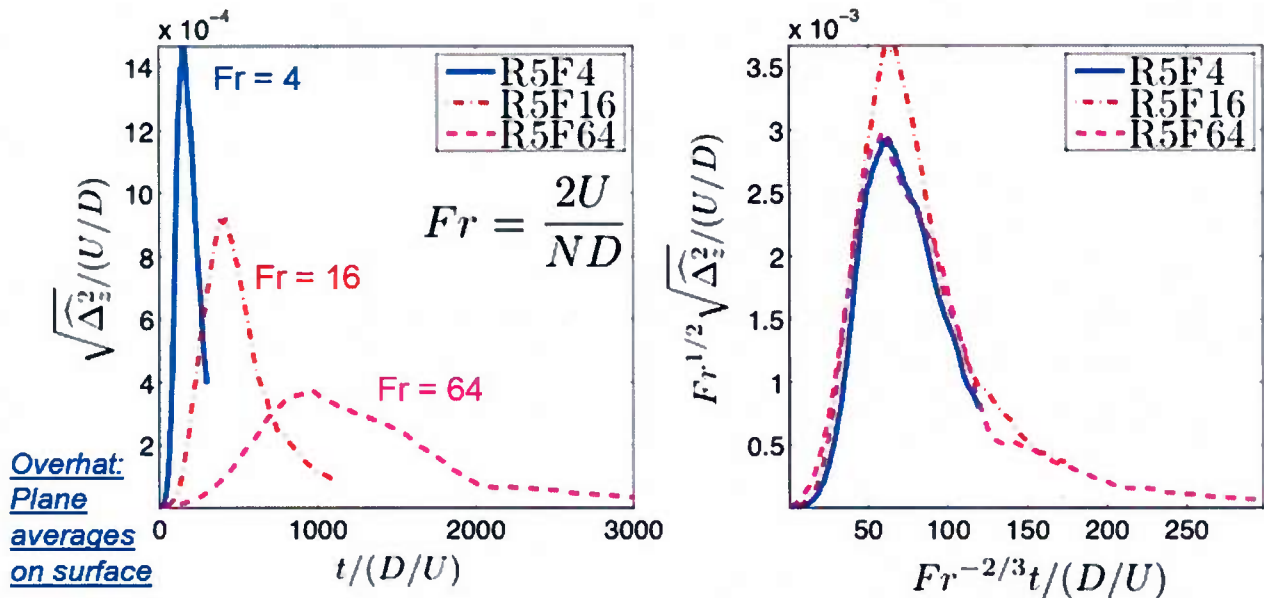 x 10⁻⁴
14
12
10
8
6
4
2
0
1000
2000
3000
√Δ̂²_z/(U/D)
t/(D/U)
Fr = 4
Fr = 16
Fr = 64
R5F4
R5F16
R5F64
Fr = 2U/ND
Overhat:
Plane
averages
on surface
x 10⁻³
3.5
3
2.5
2
1.5
1
0.5
50
100
150
200
250
Fr^1/2 √Δ̂²_z/(U/D)
Fr^−2/3 t/(D/U)
R5F4
R5F16
R5F64